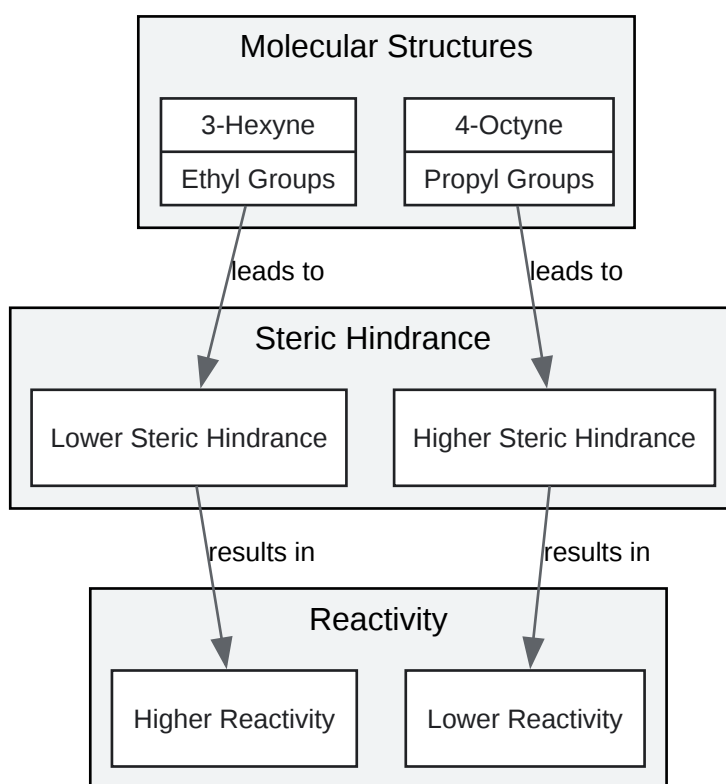 Molecular Structures
3-Hexyne
4-Octyne
Ethyl Groups
Propyl Groups
leads to
leads to
Steric Hindrance
Lower Steric Hindrance
Higher Steric Hindrance
results in
results in
Reactivity
Higher Reactivity
Lower Reactivity